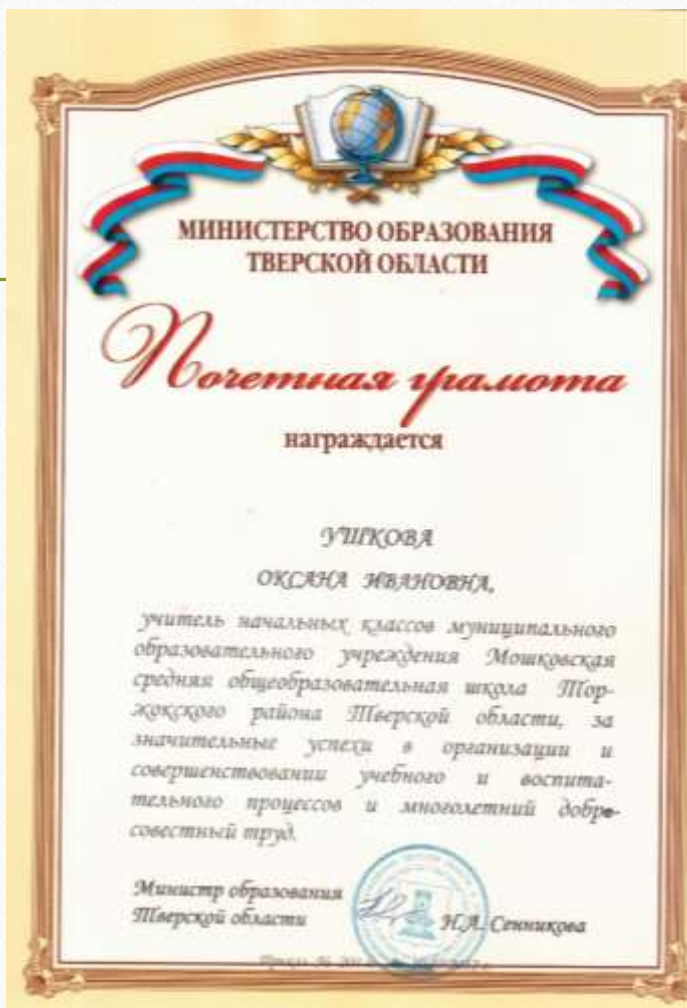 МИНИСТЕРСТВО ОБРАЗОВАНИЯ
ТВЕРСКОЙ ОБЛАСТИ
Почетная грамота
награждается
УШКОВА
ОКСАНА ИВАНОВНА,
учитель начальных классов муниципального
образовательного учреждения Мошковская
средняя общеобразовательная школа Тор-
жокского района Тверской области, за
значительные успехи в организации и
совершенствовании учебного и воспита-
тельного процессов и многолетний добро-
совестный труд.
Министр образования
Тверской области
Н.А. Сенникова
Приказ №